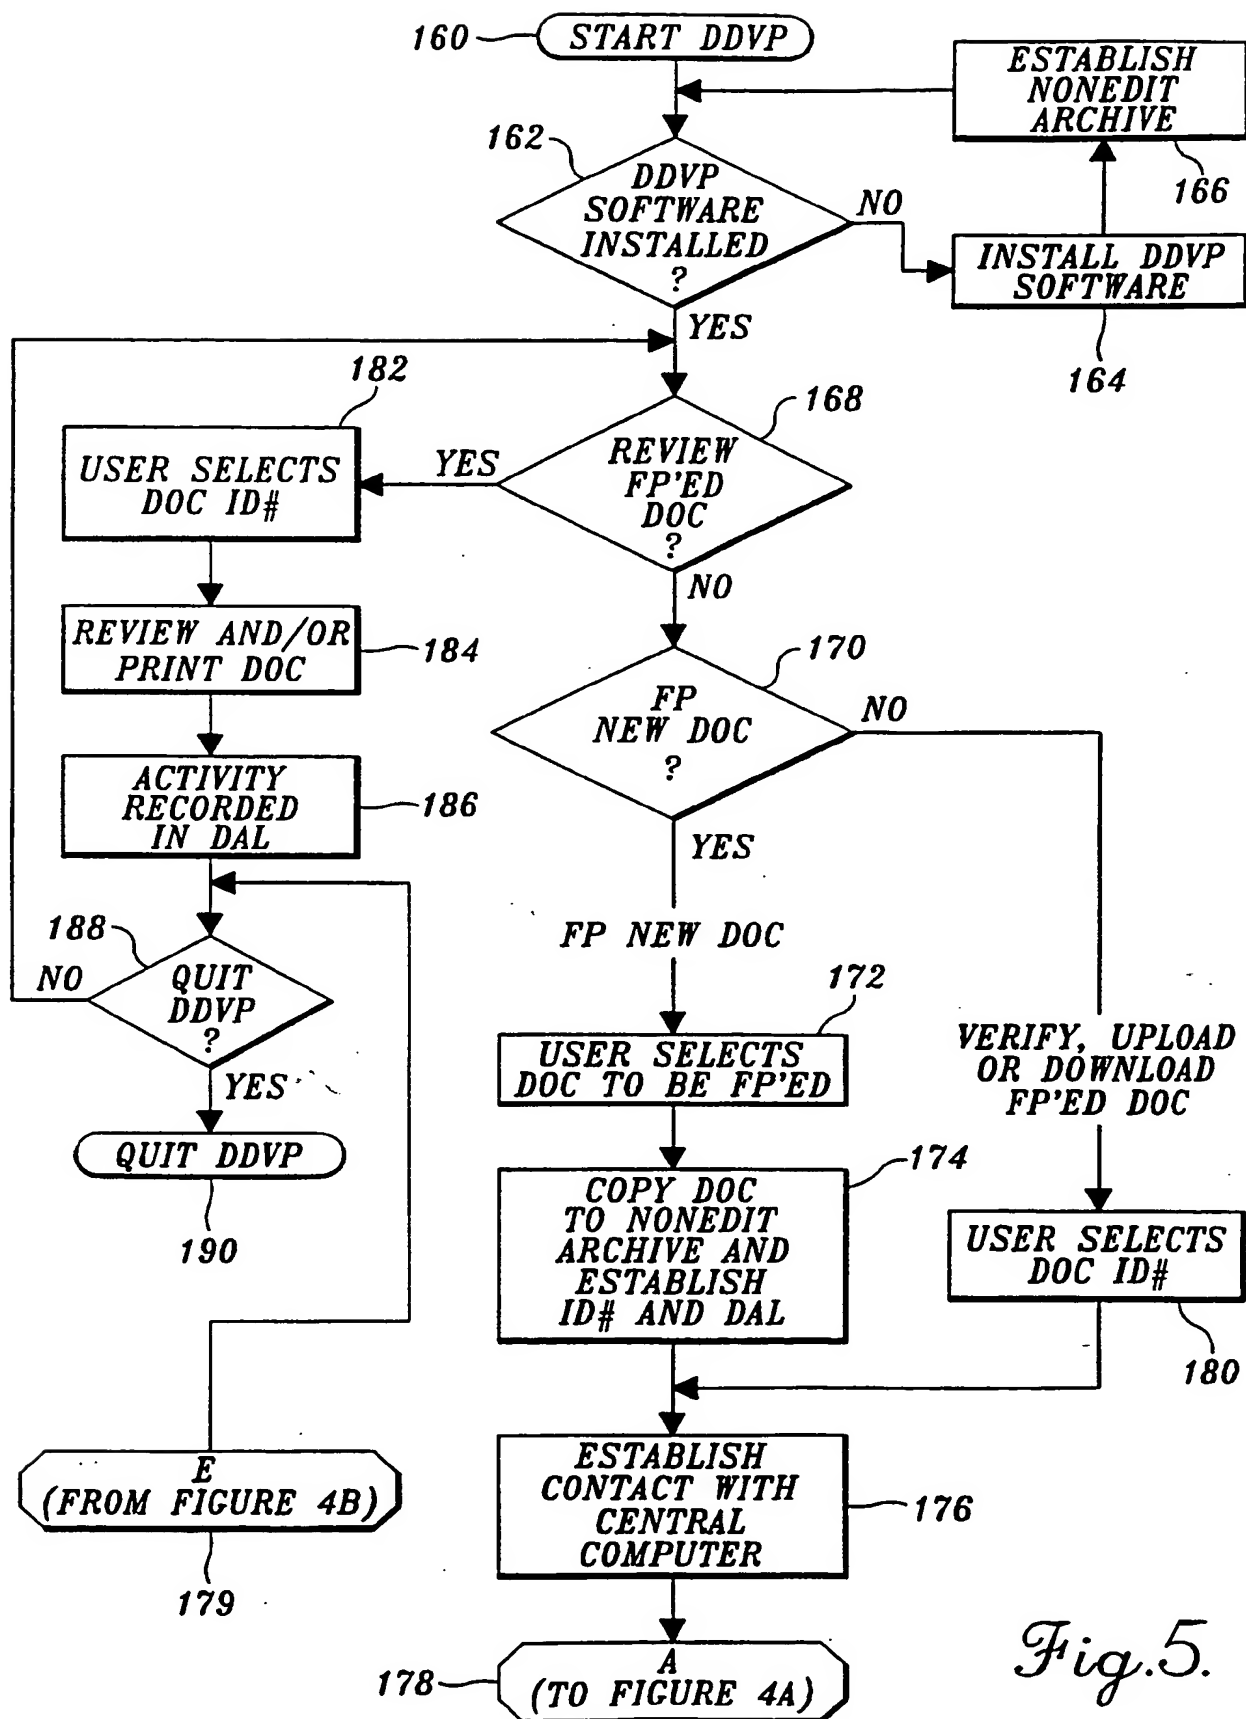 160
START DDVP
ESTABLISH
NONEDIT
ARCHIVE
166
162
DDVP
SOFTWARE
INSTALLED
?
NO
INSTALL DDVP
SOFTWARE
164
YES
182
168
USER SELECTS
DOC ID#
YES
REVIEW
FP'ED
DOC
?
NO
REVIEW AND/OR
PRINT DOC
184
170
FP
NEW DOC
?
NO
ACTIVITY
RECORDED
IN DAL
186
YES
188
FP NEW DOC
NO
QUIT
DDVP
?
YES
172
USER SELECTS
DOC TO BE FP'ED
VERIFY, UPLOAD
OR DOWNLOAD
FP'ED DOC
QUIT DDVP
190
174
COPY DOC
TO NONEDIT
ARCHIVE AND
ESTABLISH
ID# AND DAL
USER SELECTS
DOC ID#
180
E
(FROM FIGURE 4B)
179
ESTABLISH
CONTACT WITH
CENTRAL
COMPUTER
176
178
A
(TO FIGURE 4A)
Fig.5.